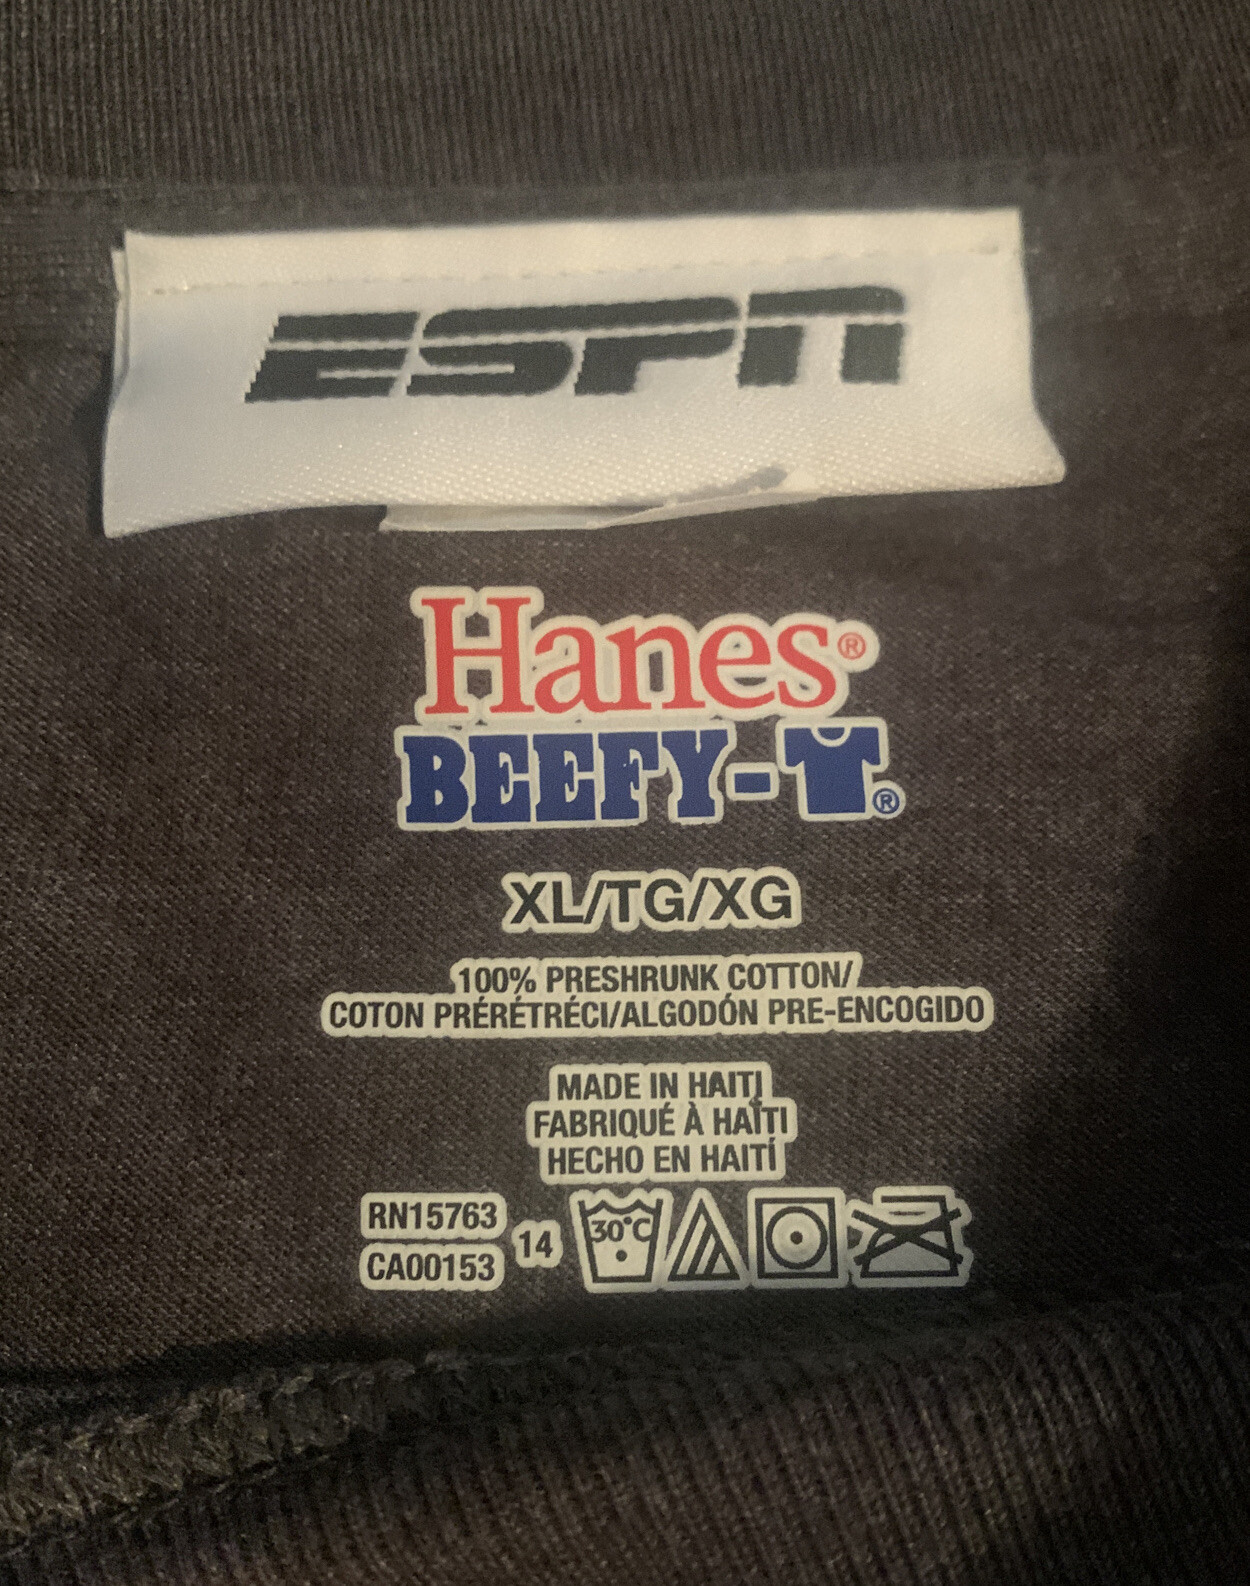 ESPN
Hanes®
BEEFY-T®
XL/TG/XG
100% PRESHRUNK COTTON/
COTON PRÉRÉTRÉCI/ALGODÓN PRE-ENCOGIDO
MADE IN HAITI
FABRIQUÉ À HAÏTI
HECHO EN HAITÍ
RN15763
CA00153
14
30°C